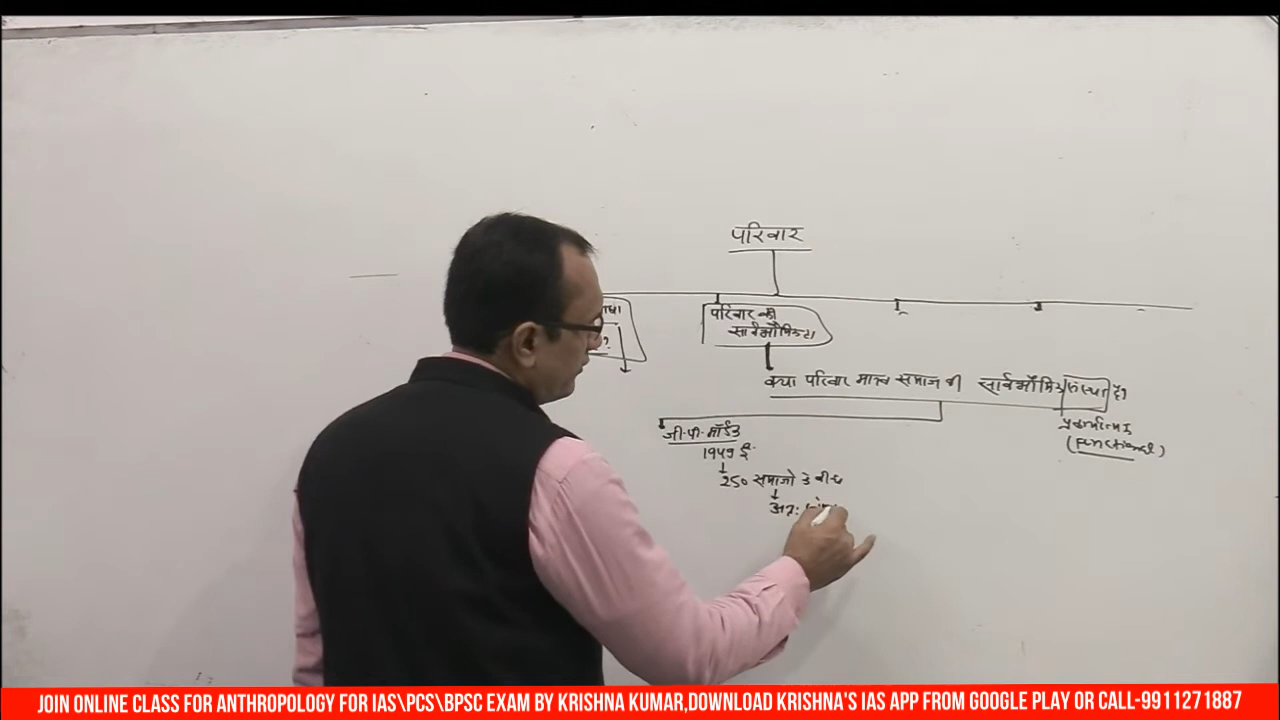 परिवार
परिवार की
सार्वभौमिकता
?
क्या परिवार मानव समाज की सार्वभौमिक संस्था है?
प्रकार्यात्मक
(Functional)
जी.पी. मॉर्डक
1949 ई.
250 समाजो के बीच
अंत:
JOIN ONLINE CLASS FOR ANTHROPOLOGY FOR IAS\PCS\BPSC EXAM BY KRISHNA KUMAR,DOWNLOAD KRISHNA'S IAS APP FROM GOOGLE PLAY OR CALL-9911271887